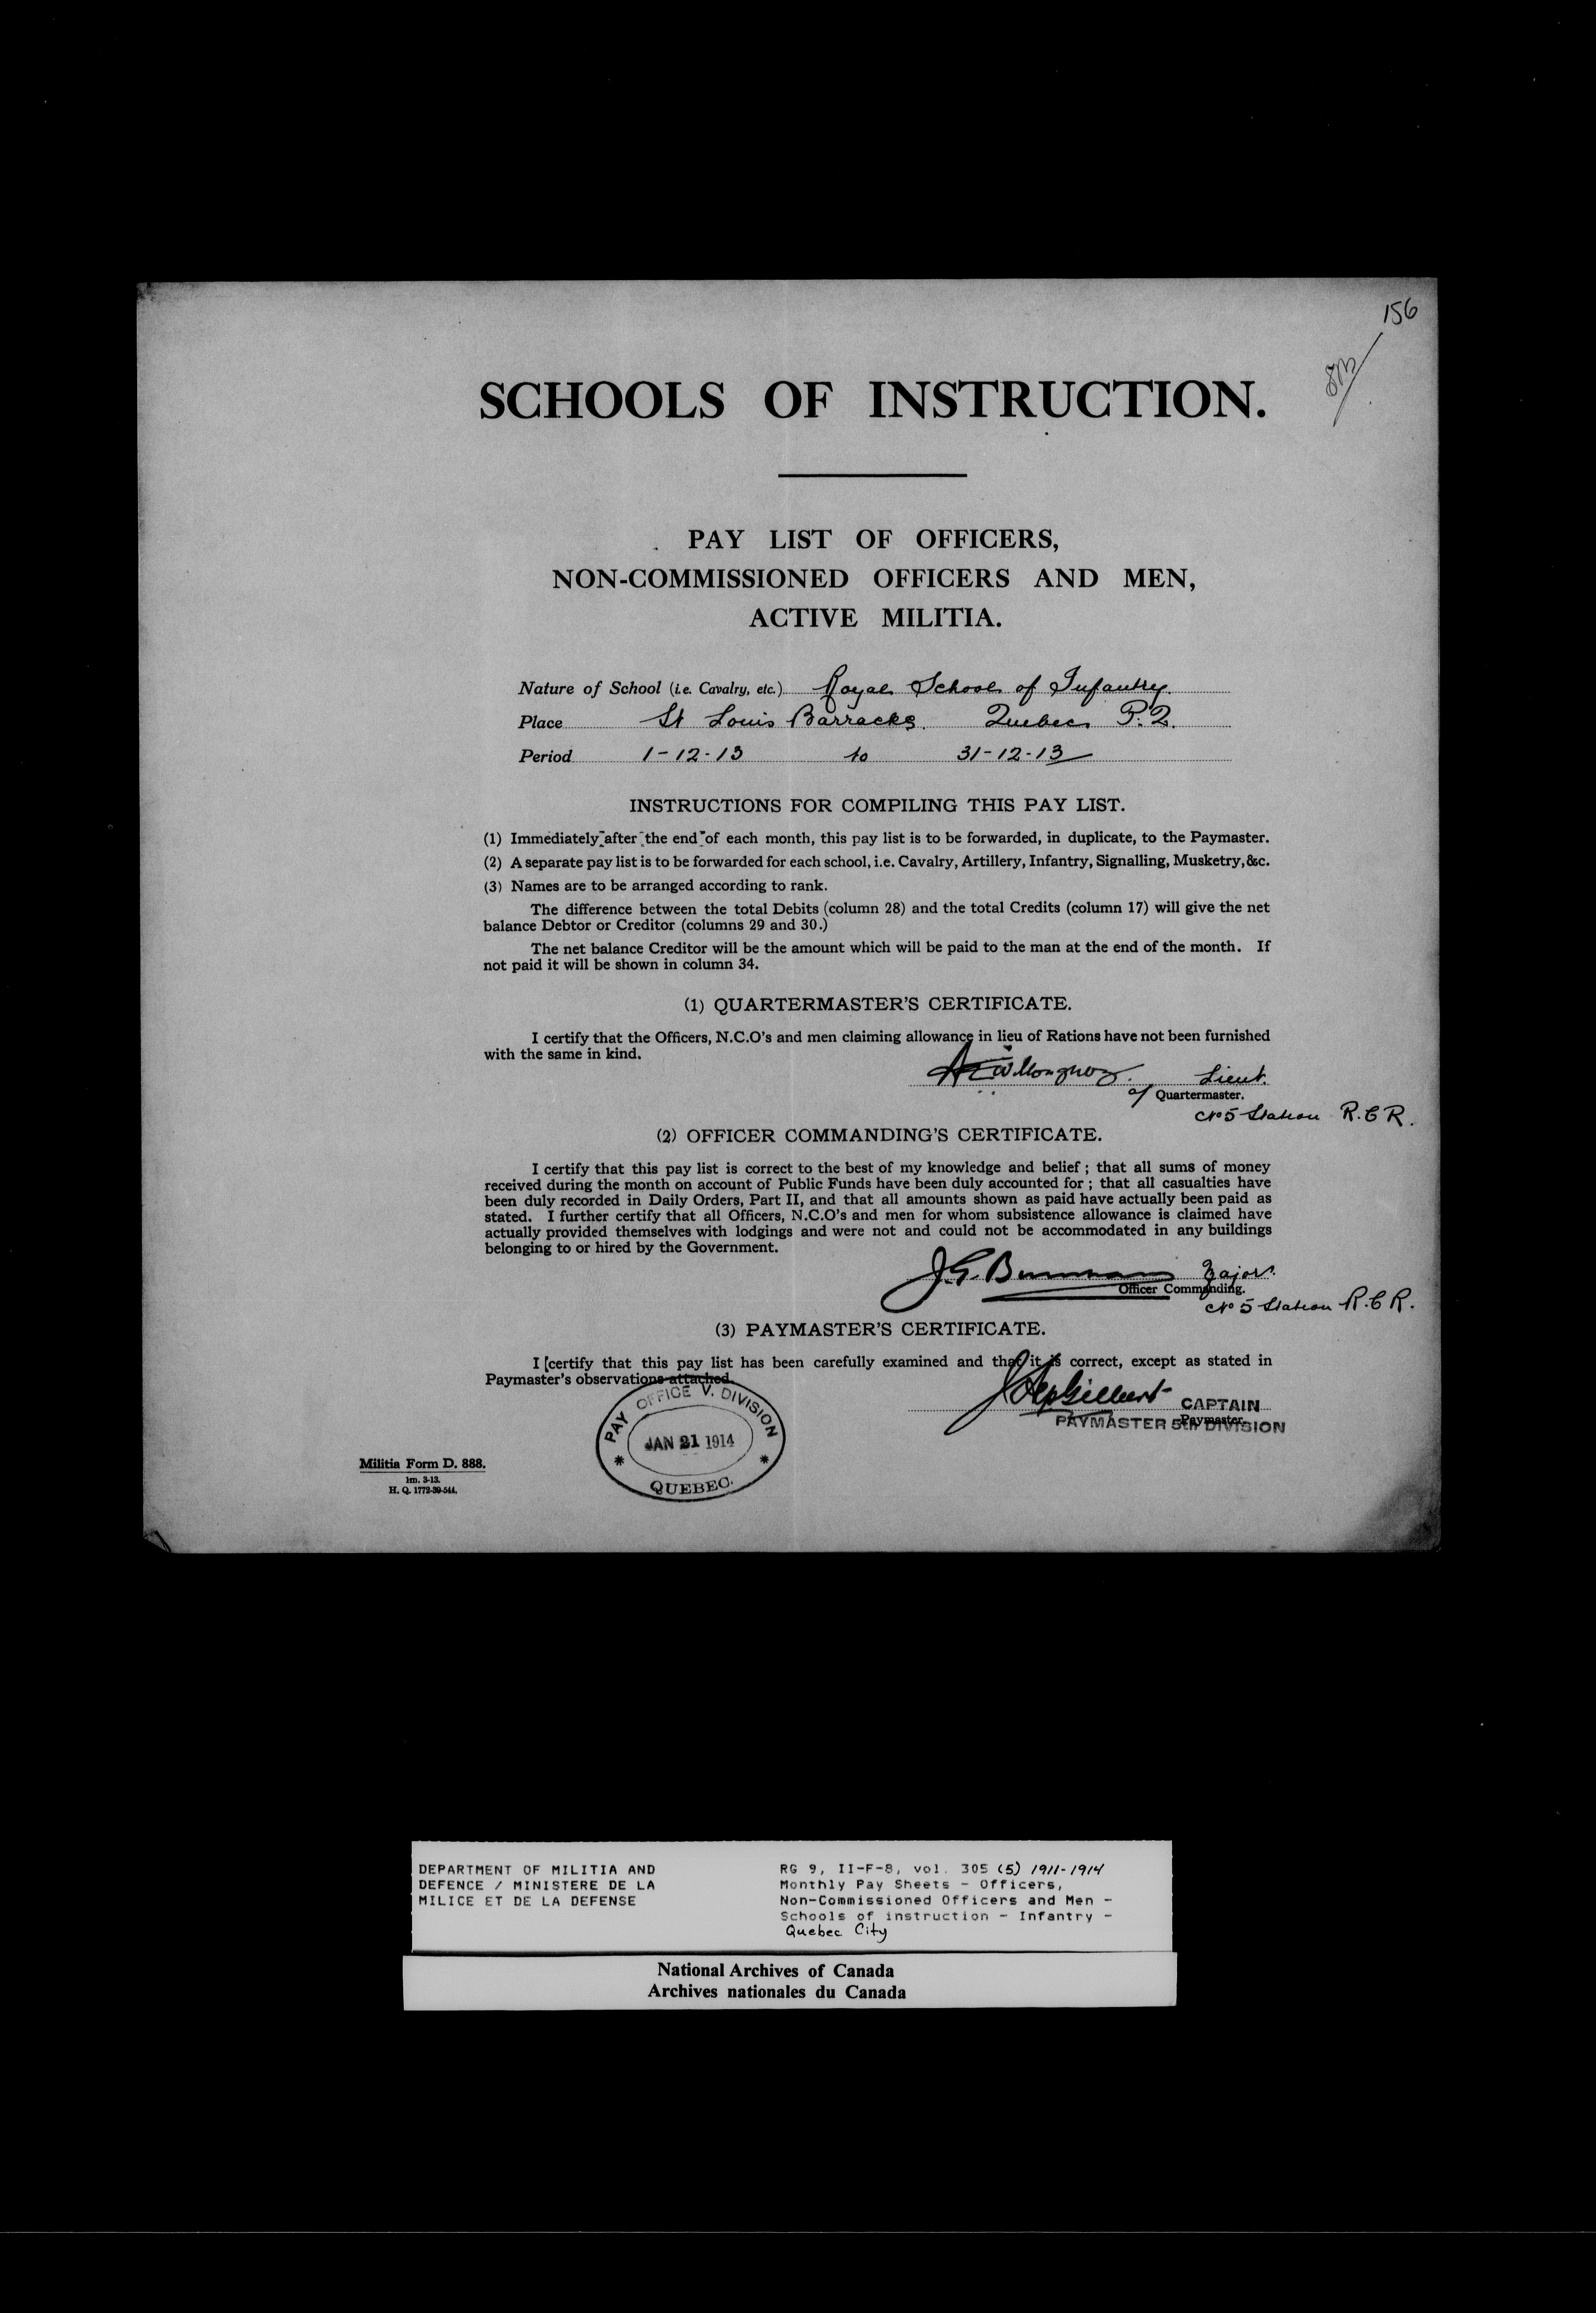 156
SCHOOLS OF INSTRUCTION.
PAY LIST OF OFFICERS,
NON-COMMISSIONED OFFICERS AND MEN,
ACTIVE MILITIA.
Nature of School (i.e. Cavalry, etc.) Royal School of Infantry.
Place St Louis Barracks. Quebec P.Q.
Period 1-12-13 to 31-12-13
INSTRUCTIONS FOR COMPILING THIS PAY LIST.
(1) Immediately after the end of each month, this pay list is to be forwarded, in duplicate, to the Paymaster.
(2) A separate pay list is to be forwarded for each school, i.e. Cavalry, Artillery, Infantry, Signalling, Musketry, &c.
(3) Names are to be arranged according to rank.
The difference between the total Debits (column 28) and the total Credits (column 17) will give the net
balance Debtor or Creditor (columns 29 and 30.)
The net balance Creditor will be the amount which will be paid to the man at the end of the month. If
not paid it will be shown in column 34.
(1) QUARTERMASTER'S CERTIFICATE.
I certify that the Officers, N.C.O's and men claiming allowance in lieu of Rations have not been furnished
with the same in kind.
Lieut.
a/ Quartermaster.
No 5 Station R.C.R.
(2) OFFICER COMMANDING'S CERTIFICATE.
I certify that this pay list is correct to the best of my knowledge and belief ; that all sums of money
received during the month on account of Public Funds have been duly accounted for ; that all casualties have
been duly recorded in Daily Orders, Part II, and that all amounts shown as paid have actually been paid as
stated. I further certify that all Officers, N.C.O's and men for whom subsistence allowance is claimed have
actually provided themselves with lodgings and were not and could not be accommodated in any buildings
belonging to or hired by the Government.
J.G. Major.
Officer Commanding.
No 5 Station R.C.R.
(3) PAYMASTER'S CERTIFICATE.
I [certify that this pay list has been carefully examined and that it is correct, except as stated in
Paymaster's observations attached.
CAPTAIN
Paymaster.
PAYMASTER 5TH DIVISION
PAY OFFICE V. DIVISION
JAN 21 1914
QUEBEC.
Militia Form D. 888.
1m. 3-13.
H. Q. 1772-39-544.
DEPARTMENT OF MILITIA AND
DEFENCE / MINISTERE DE LA
MILICE ET DE LA DEFENSE
RG 9, II-F-8, vol. 305 (5) 1911-1914
Monthly Pay Sheets - Officers,
Non-Commissioned Officers and Men -
Schools of instruction - Infantry -
Quebec City
National Archives of Canada
Archives nationales du Canada